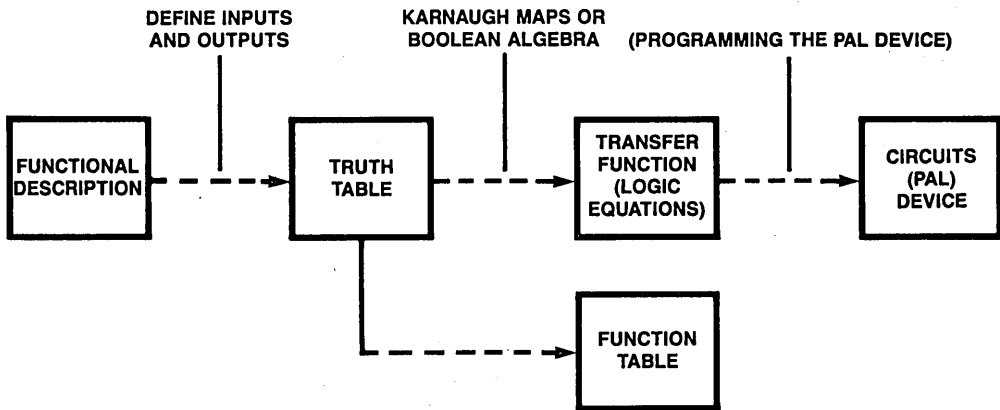 DEFINE INPUTS
AND OUTPUTS
KARNAUGH MAPS OR
BOOLEAN ALGEBRA
(PROGRAMMING THE PAL DEVICE)
FUNCTIONAL
DESCRIPTION
TRUTH
TABLE
TRANSFER
FUNCTION
(LOGIC
EQUATIONS)
CIRCUITS
(PAL)
DEVICE
FUNCTION
TABLE